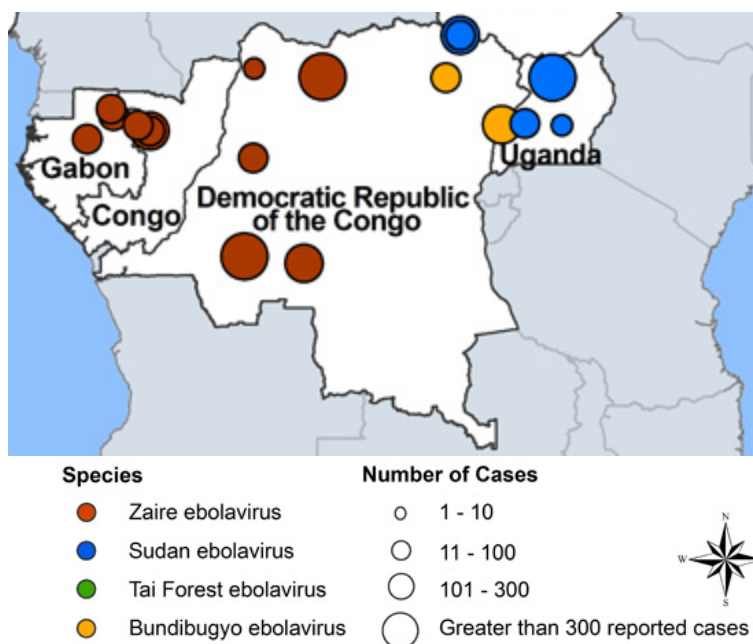 Gabon
Congo
Democratic Republic
of the Congo
Uganda
Species
Zaire ebolavirus
Sudan ebolavirus
Tai Forest ebolavirus
Bundibugyo ebolavirus
Number of Cases
1 - 10
11 - 100
101 - 300
Greater than 300 reported cases
N
W
S